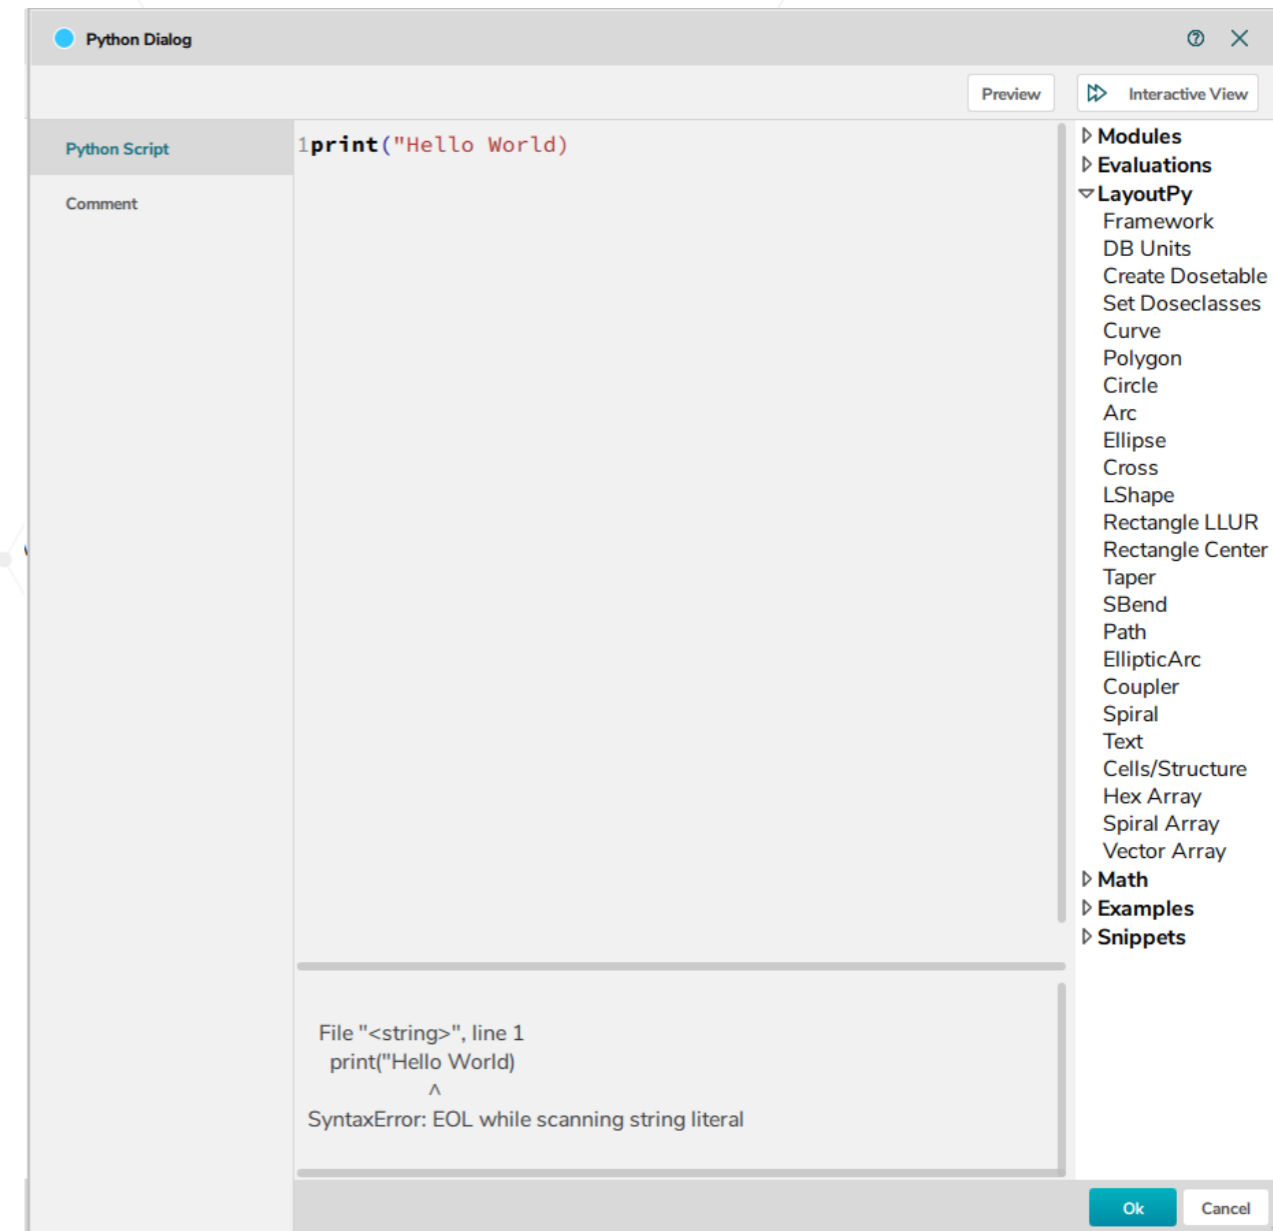 Python Dialog
Preview
Interactive View
Python Script
Comment
1print("Hello World)
Modules
Evaluations
LayoutPy
Framework
DB Units
Create Dosetable
Set Doseclasses
Curve
Polygon
Circle
Arc
Ellipse
Cross
LShape
Rectangle LLUR
Rectangle Center
Taper
SBend
Path
EllipticArc
Coupler
Spiral
Text
Cells/Structure
Hex Array
Spiral Array
Vector Array
Math
Examples
Snippets
File "<string>", line 1
print("Hello World)
^
SyntaxError: EOL while scanning string literal
Ok
Cancel